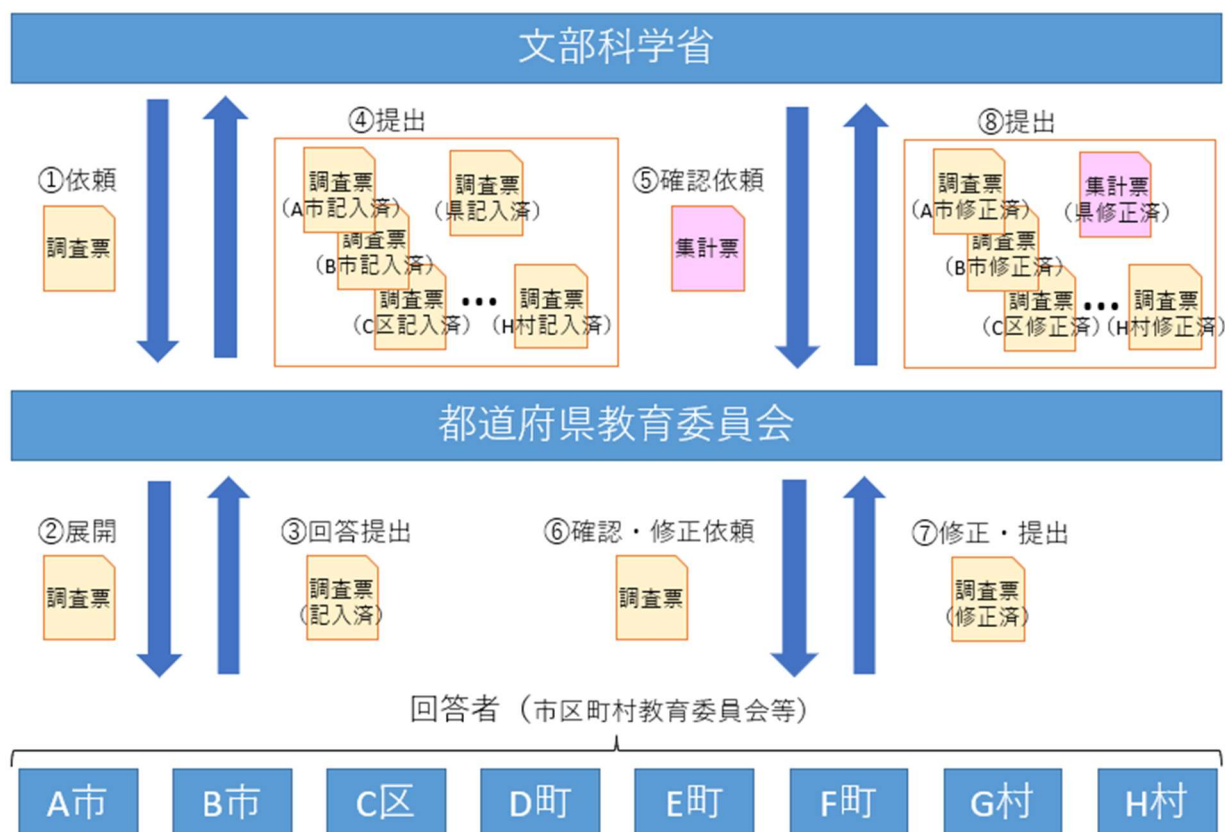 文部科学省
①依頼
調査票
④提出
調査票
(A市記入済)
調査票
(県記入済)
調査票
(B市記入済)
調査票
(C区記入済)
•••
調査票
(H村記入済)
⑤確認依頼
集計票
⑧提出
調査票
(A市修正済)
集計票
(県修正済)
調査票
(B市修正済)
調査票
(C区修正済)
•••
調査票
(H村修正済)
都道府県教育委員会
②展開
調査票
③回答提出
調査票
(記入済)
⑥確認・修正依頼
調査票
⑦修正・提出
調査票
(修正済)
回答者（市区町村教育委員会等）
A市
B市
C区
D町
E町
F町
G村
H村